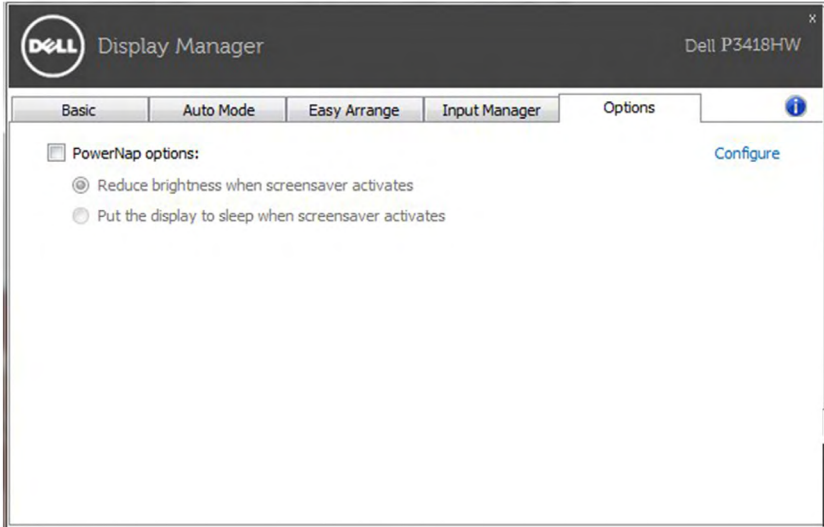 DELL Display Manager
x
Dell P3418HW
Basic Auto Mode Easy Arrange Input Manager Options
PowerNap options: Configure
Reduce brightness when screensaver activates
Put the display to sleep when screensaver activates